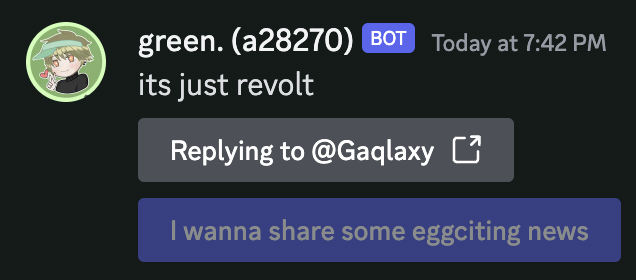 green. (a28270) BOT Today at 7:42 PM
its just revolt
Replying to @Gaqlaxy
I wanna share some eggciting news